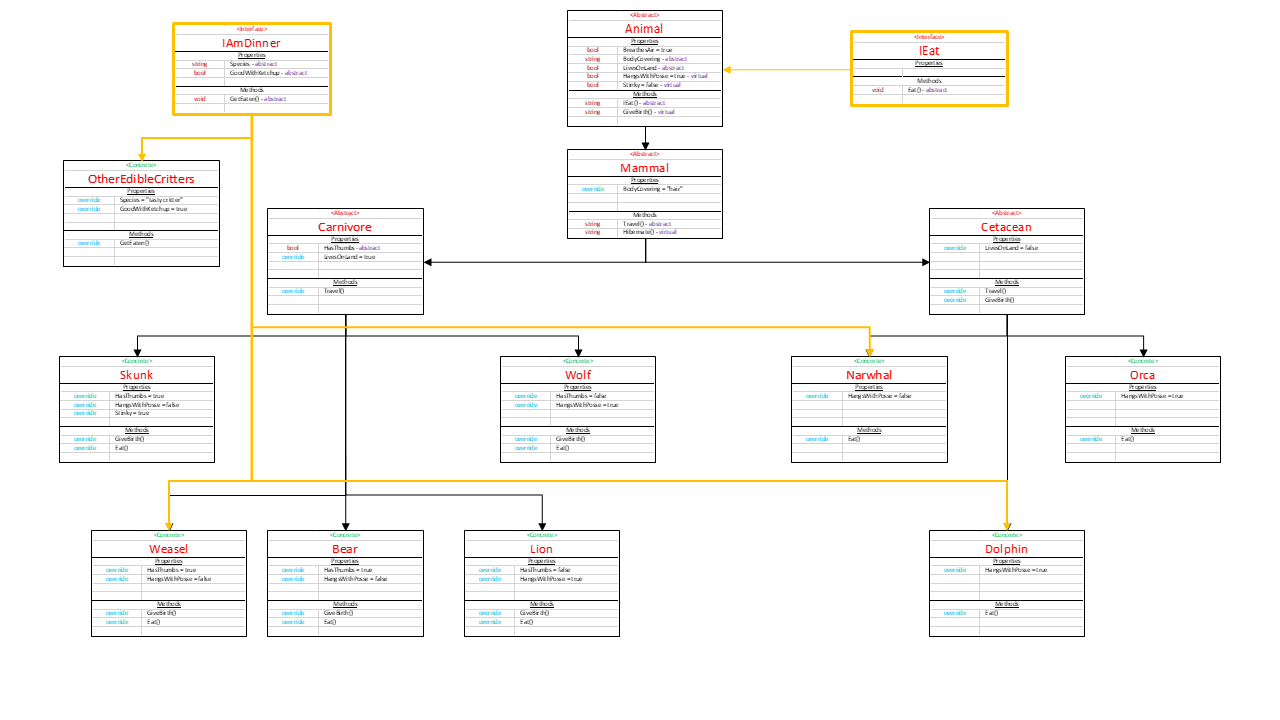 <Interface>
IAmDinner
Properties
string Species - abstract
bool GoodWithKetchup - abstract
Methods
void GetEaten() - abstract
<Abstract>
Animal
Properties
bool BreathesAir = true
string BodyCovering - abstract
bool LivesOnLand - abstract
bool HangsWithPosse = true - virtual
bool Stinky = false - virtual
Methods
string IEat() - abstract
string GiveBirth() - virtual
<Interface>
IEat
Properties
Methods
void Eat() - abstract
<Concrete>
OtherEdibleCritters
Properties
override Species = "tasty critter"
override GoodWithKetchup = true
Methods
override GetEaten()
<Abstract>
Mammal
Properties
override BodyCovering = "hair"
Methods
string Travel() - abstract
string Hibernate() - virtual
<Abstract>
Carnivore
Properties
bool HasThumbs - abstract
override LivesOnLand = true
Methods
override Travel()
<Abstract>
Cetacean
Properties
override LivesOnLand = false
Methods
override Travel()
override GiveBirth()
<Concrete>
Skunk
Properties
override HasThumbs = true
override HangsWithPosse = false
override Stinky = true
Methods
override GiveBirth()
override Eat()
<Concrete>
Wolf
Properties
override HasThumbs = false
override HangsWithPosse = true
Methods
override GiveBirth()
override Eat()
<Concrete>
Narwhal
Properties
override HangsWithPosse = false
Methods
override Eat()
<Concrete>
Orca
Properties
override HangsWithPosse = true
Methods
override Eat()
<Concrete>
Weasel
Properties
override HasThumbs = true
override HangsWithPosse = false
Methods
override GiveBirth()
override Eat()
<Concrete>
Bear
Properties
override HasThumbs = true
override HangsWithPosse = false
Methods
override GiveBirth()
override Eat()
<Concrete>
Lion
Properties
override HasThumbs = false
override HangsWithPosse = true
Methods
override GiveBirth()
override Eat()
<Concrete>
Dolphin
Properties
override HangsWithPosse = true
Methods
override Eat()